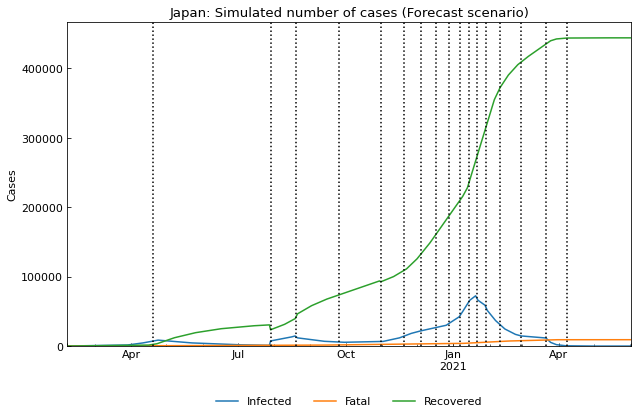 Japan: Simulated number of cases (Forecast scenario)
Cases
400000
300000
200000
100000
0
Apr Jul Oct Jan Apr
2021
Infected Fatal Recovered